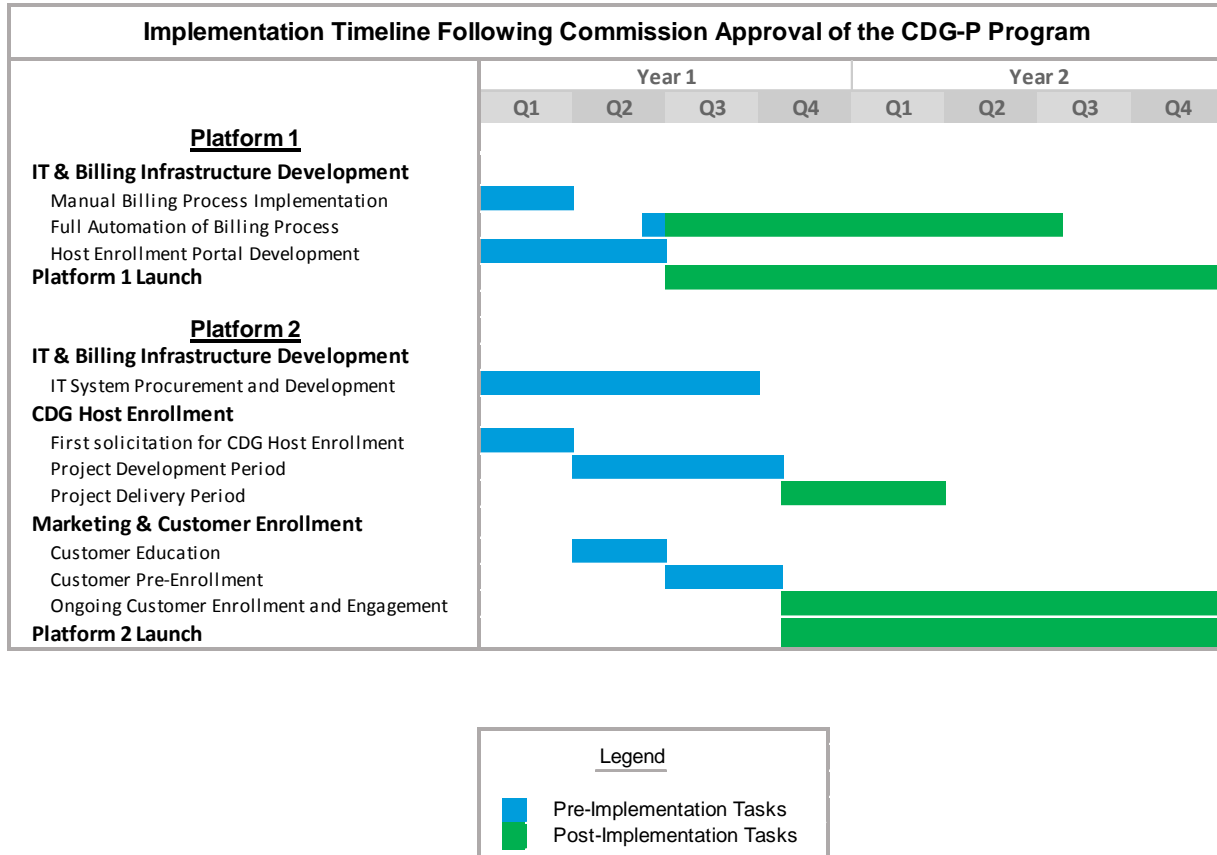 Implementation Timeline Following Commission Approval of the CDG-P Program
Year 1 Year 2
Q1 Q2 Q3 Q4 Q1 Q2 Q3 Q4
Platform 1
IT & Billing Infrastructure Development
Manual Billing Process Implementation
Full Automation of Billing Process
Host Enrollment Portal Development
Platform 1 Launch
Platform 2
IT & Billing Infrastructure Development
IT System Procurement and Development
CDG Host Enrollment
First solicitation for CDG Host Enrollment
Project Development Period
Project Delivery Period
Marketing & Customer Enrollment
Customer Education
Customer Pre-Enrollment
Ongoing Customer Enrollment and Engagement
Platform 2 Launch
Legend
Pre-Implementation Tasks
Post-Implementation Tasks